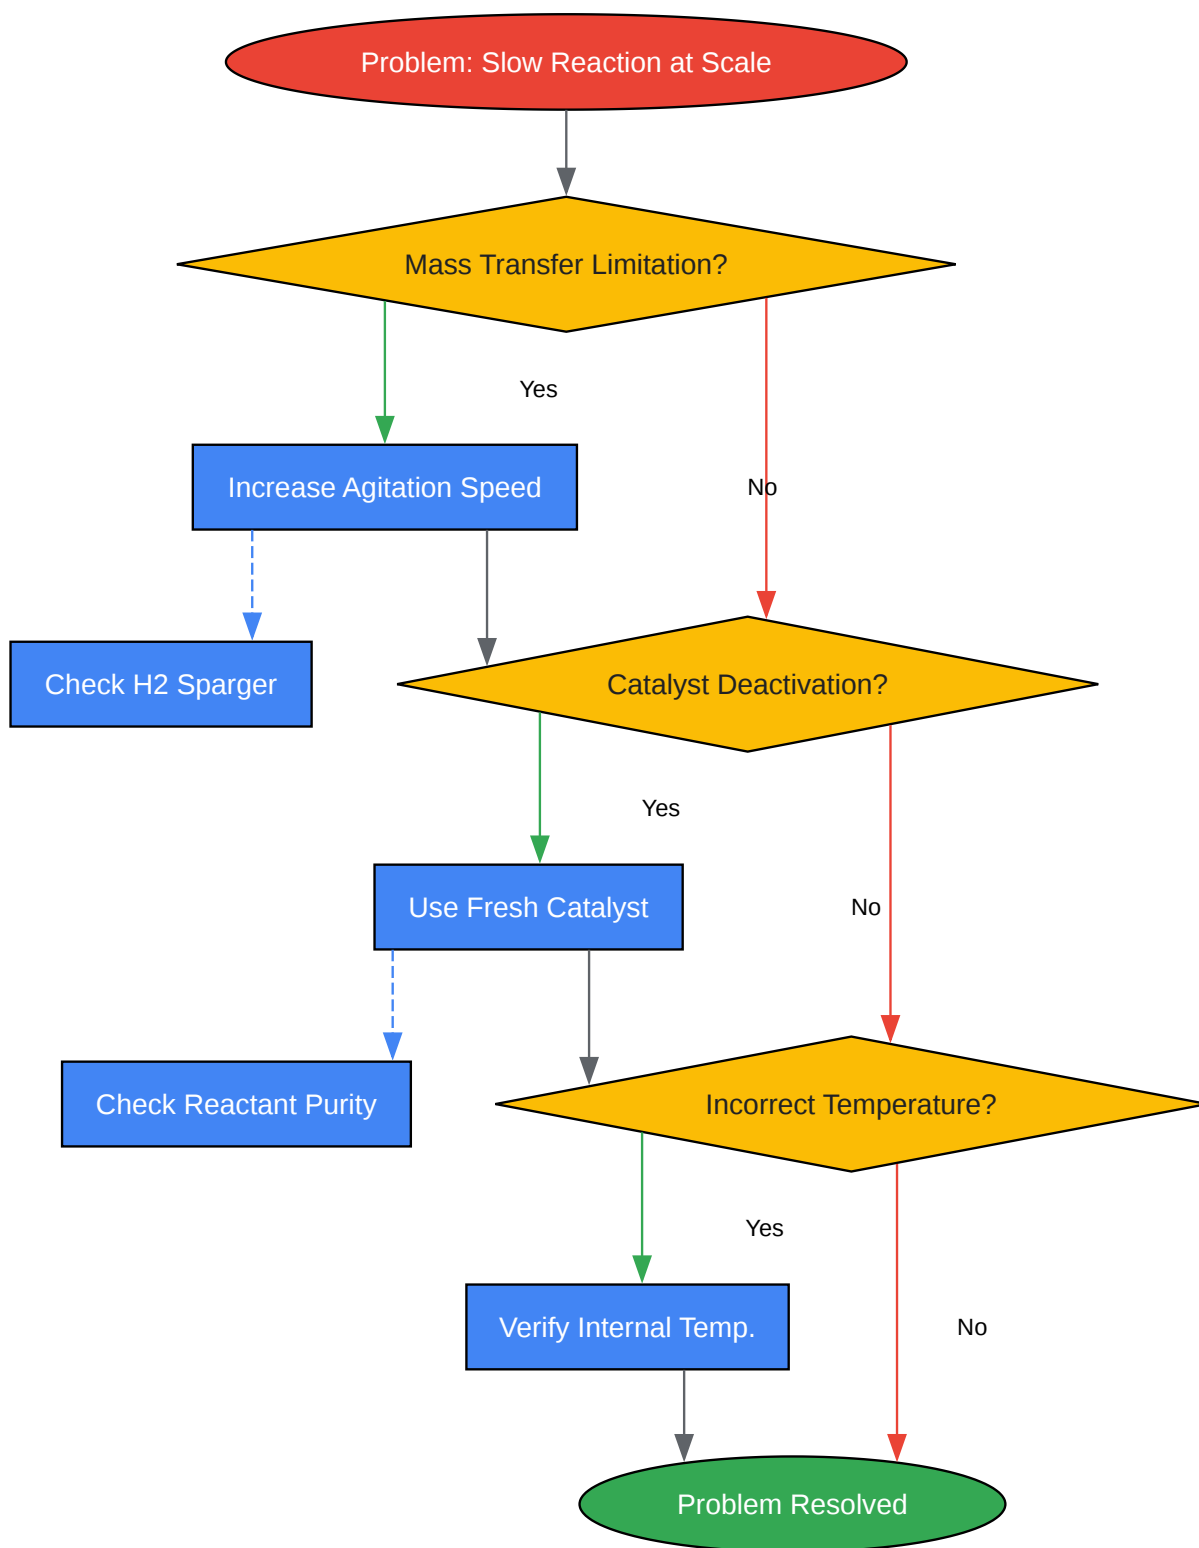 Problem: Slow Reaction at Scale
Mass Transfer Limitation?
Yes
Increase Agitation Speed
No
Check H2 Sparger
Catalyst Deactivation?
Yes
Use Fresh Catalyst
No
Check Reactant Purity
Incorrect Temperature?
Yes
Verify Internal Temp.
No
Problem Resolved